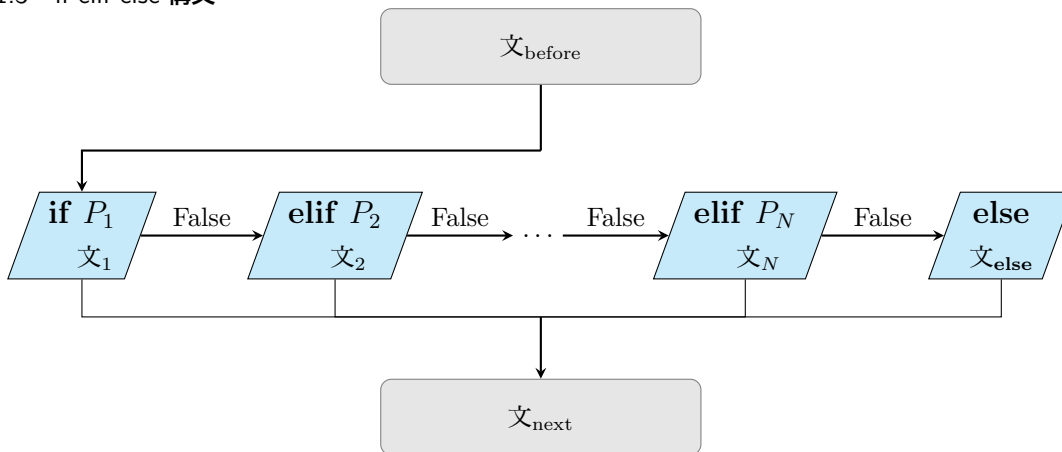 文before
if P1 False elif P2 False ... False elif PN False else
文1 文2 文N 文else
文next